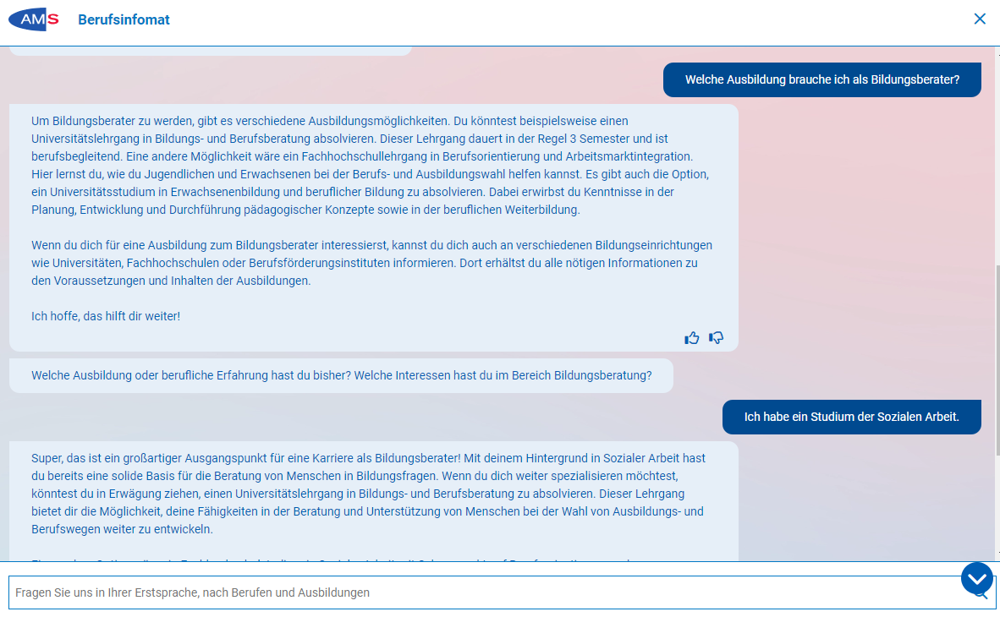 AMS
Berufsinfomat
Welche Ausbildung brauche ich als Bildungsberater?
Um Bildungsberater zu werden, gibt es verschiedene Ausbildungsmöglichkeiten. Du könntest beispielsweise einen
Universitätslehrgang in Bildungs- und Berufsberatung absolvieren. Dieser Lehrgang dauert in der Regel 3 Semester und ist
berufsbegleitend. Eine andere Möglichkeit wäre ein Fachhochschullehrgang in Berufsorientierung und Arbeitsmarktintegration.
Hier lernst du, wie du Jugendlichen und Erwachsenen bei der Berufs- und Ausbildungswahl helfen kannst. Es gibt auch die Option,
ein Universitätsstudium in Erwachsenenbildung und beruflicher Bildung zu absolvieren. Dabei erwirbst du Kenntnisse in der
Planung, Entwicklung und Durchführung pädagogischer Konzepte sowie in der beruflichen Weiterbildung.
Wenn du dich für eine Ausbildung zum Bildungsberater interessierst, kannst du dich auch an verschiedenen Bildungseinrichtungen
wie Universitäten, Fachhochschulen oder Berufsförderungsinstituten informieren. Dort erhältst du alle nötigen Informationen zu
den Voraussetzungen und Inhalten der Ausbildungen.
Ich hoffe, das hilft dir weiter!
Welche Ausbildung oder berufliche Erfahrung hast du bisher? Welche Interessen hast du im Bereich Bildungsberatung?
Ich habe ein Studium der Sozialen Arbeit.
Super, das ist ein großartiger Ausgangspunkt für eine Karriere als Bildungsberater! Mit deinem Hintergrund in Sozialer Arbeit hast
du bereits eine solide Basis für die Beratung von Menschen in Bildungsfragen. Wenn du dich weiter spezialisieren möchtest,
könntest du in Erwägung ziehen, einen Universitätslehrgang in Bildungs- und Berufsberatung zu absolvieren. Dieser Lehrgang
bietet dir die Möglichkeit, deine Fähigkeiten in der Beratung und Unterstützung von Menschen bei der Wahl von Ausbildungs- und
Berufswegen weiter zu entwickeln.
Fragen Sie uns in Ihrer Erstsprache, nach Berufen und Ausbildungen